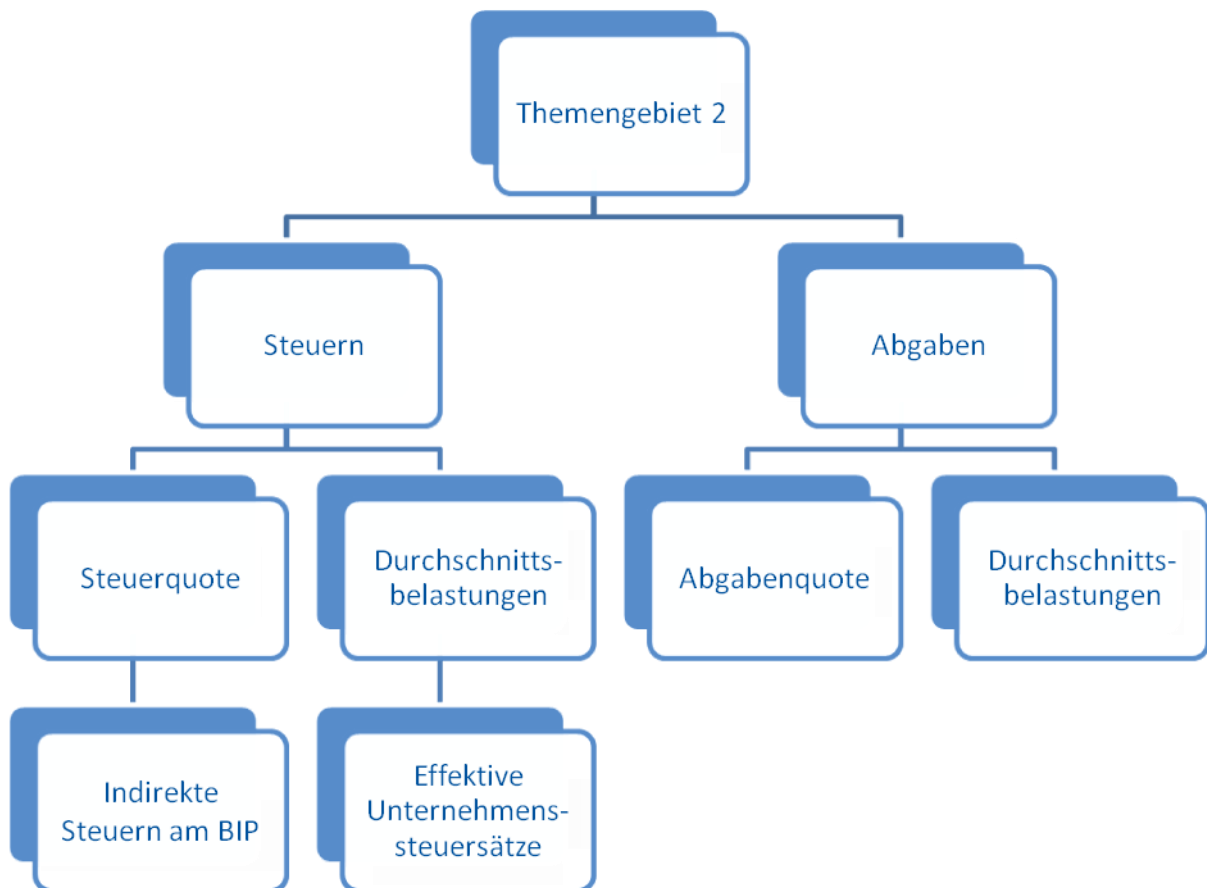 Themengebiet 2
Steuern
Abgaben
Steuerquote
Durchschnitts-
belastungen
Abgabenquote
Durchschnitts-
belastungen
Indirekte
Steuern am BIP
Effektive
Unternehmens-
steuersätze